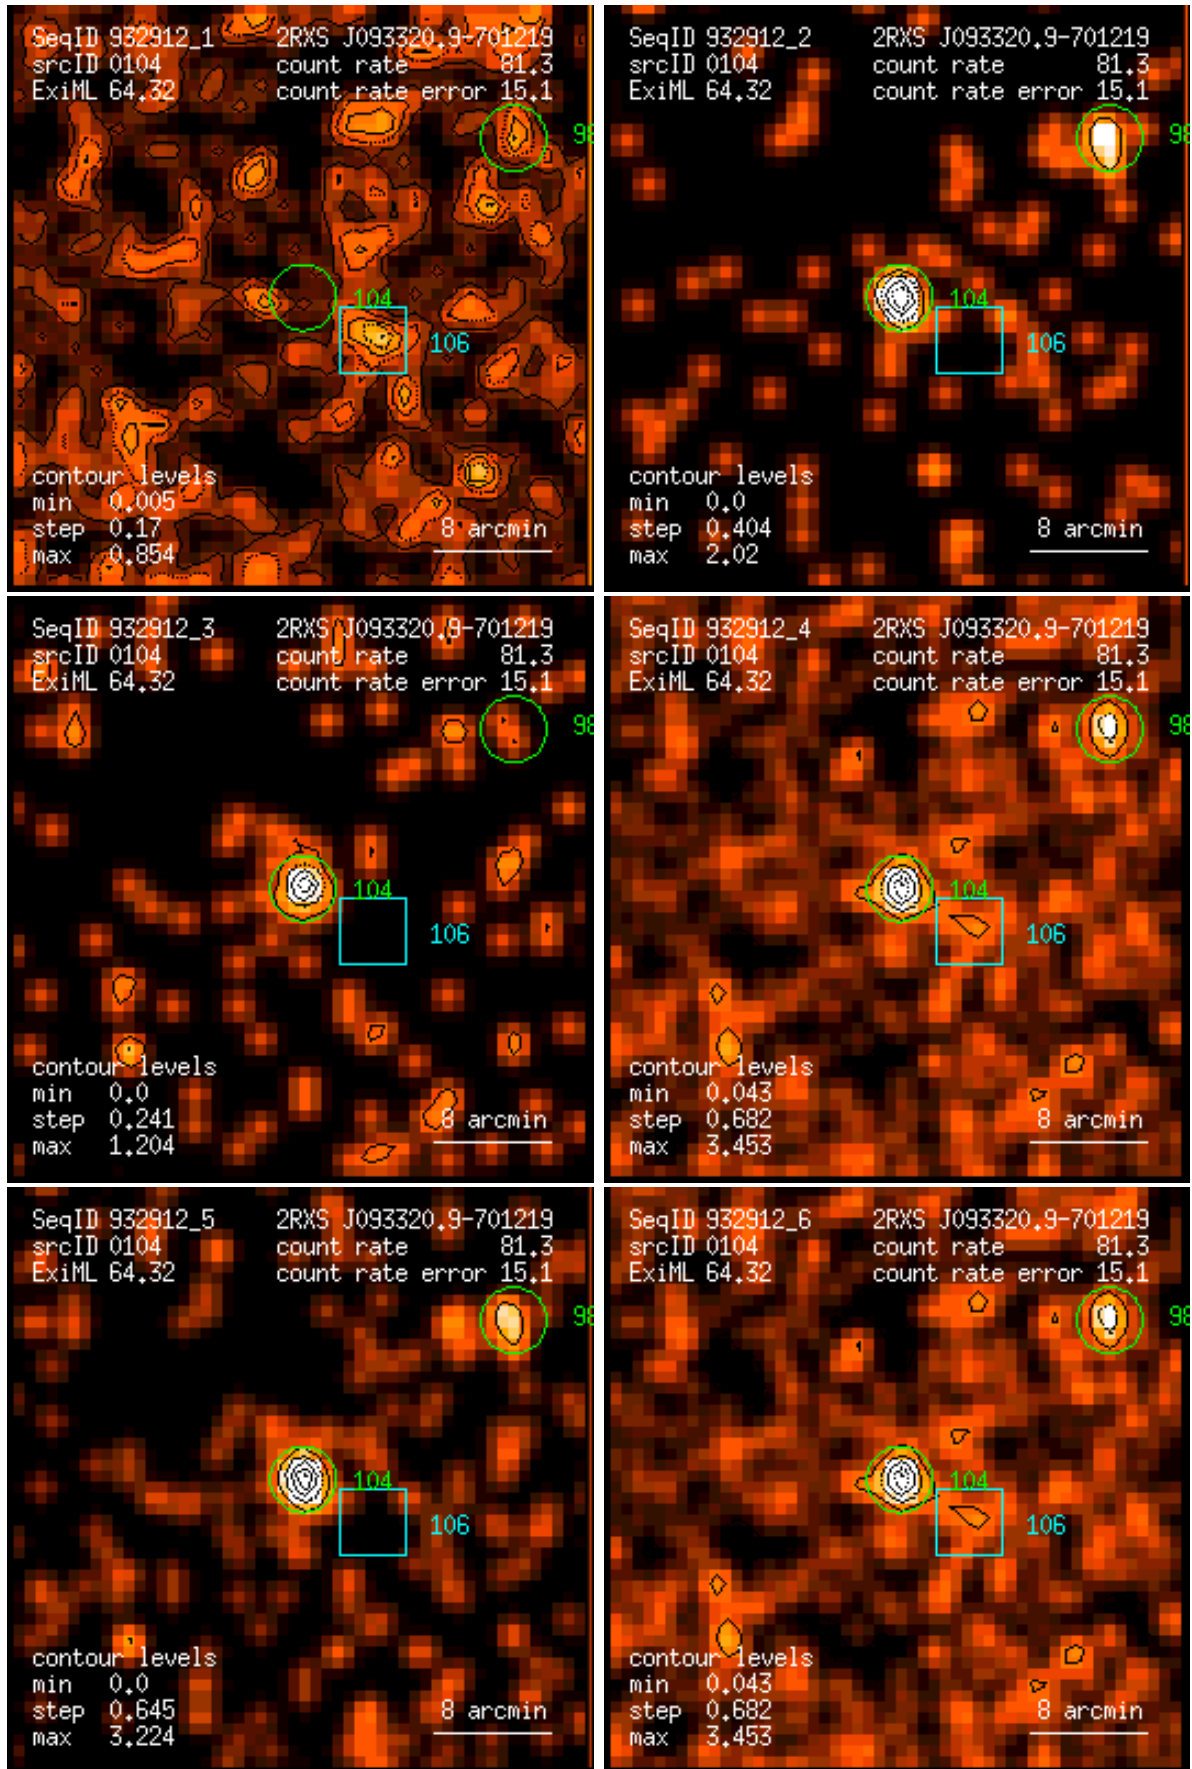 SeqID 932912_1 2RXS J093320.9-701219
srcID 0104 count rate 81.3
ExiML 64.32 count rate error 15.1
98
104
106
contour levels
min 0.005
step 0.17 8 arcmin
max 0.854
SeqID 932912_2 2RXS J093320.9-701219
srcID 0104 count rate 81.3
ExiML 64.32 count rate error 15.1
98
104
106
contour levels
min 0.0
step 0.404 8 arcmin
max 2.02
SeqID 932912_3 2RXS J093320.9-701219
srcID 0104 count rate 81.3
ExiML 64.32 count rate error 15.1
98
104
106
contour levels
min 0.0
step 0.241 8 arcmin
max 1.204
SeqID 932912_4 2RXS J093320.9-701219
srcID 0104 count rate 81.3
ExiML 64.32 count rate error 15.1
98
104
106
contour levels
min 0.043
step 0.682 8 arcmin
max 3.453
SeqID 932912_5 2RXS J093320.9-701219
srcID 0104 count rate 81.3
ExiML 64.32 count rate error 15.1
98
104
106
contour levels
min 0.0
step 0.645 8 arcmin
max 3.224
SeqID 932912_6 2RXS J093320.9-701219
srcID 0104 count rate 81.3
ExiML 64.32 count rate error 15.1
98
104
106
contour levels
min 0.043
step 0.682 8 arcmin
max 3.453